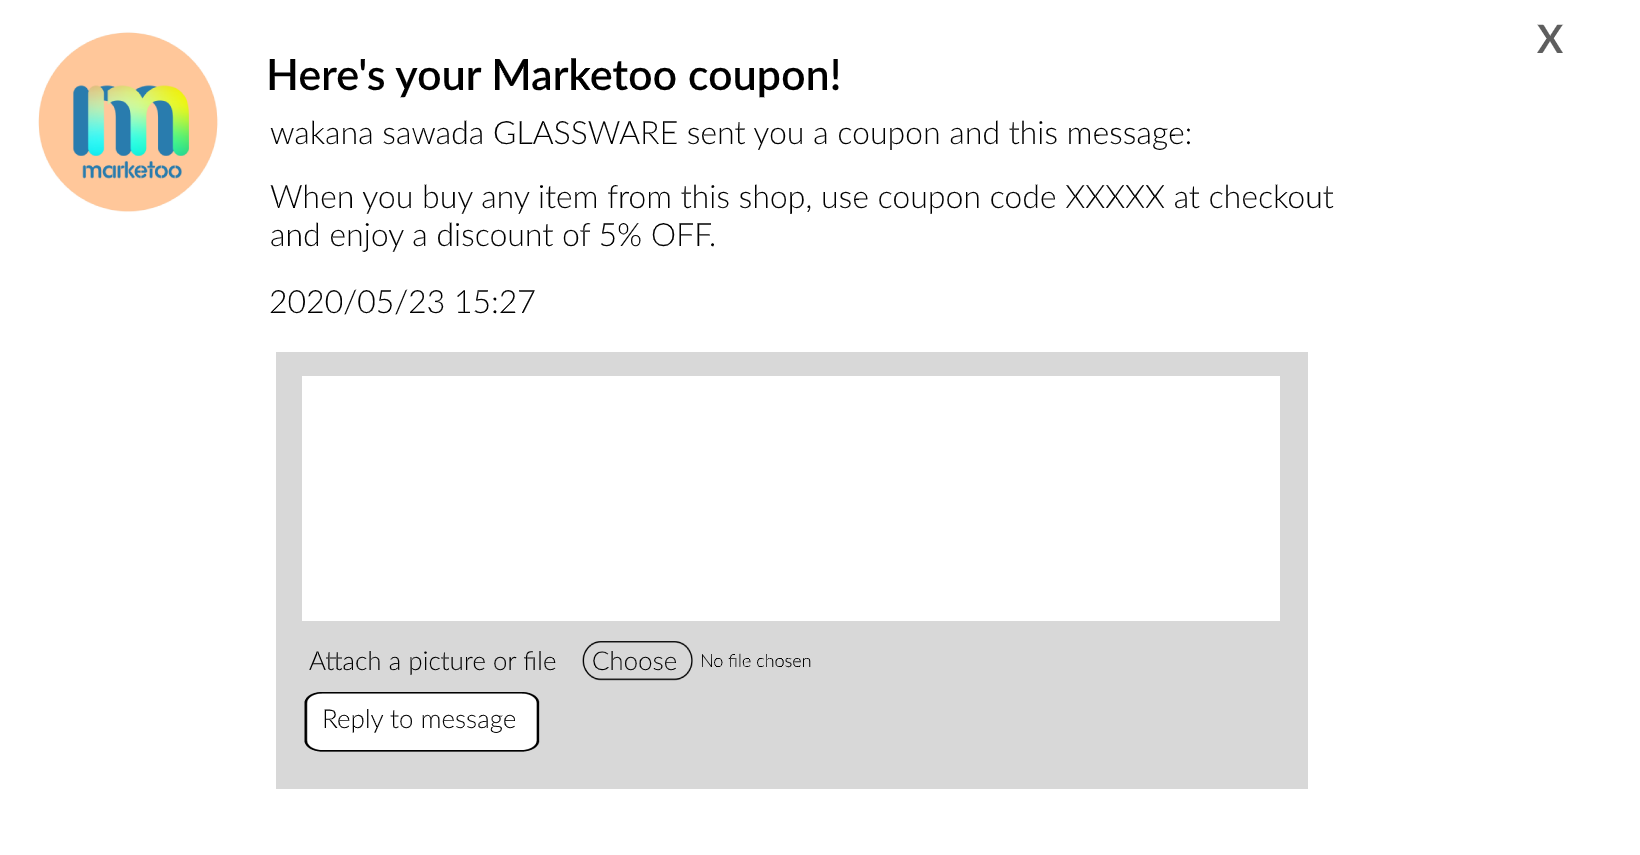 X
m
marketoo
Here's your Marketoo coupon!
wakana sawada GLASSWARE sent you a coupon and this message:
When you buy any item from this shop, use coupon code XXXXX at checkout
and enjoy a discount of 5% OFF.
2020/05/23 15:27
Attach a picture or file Choose No file chosen
Reply to message